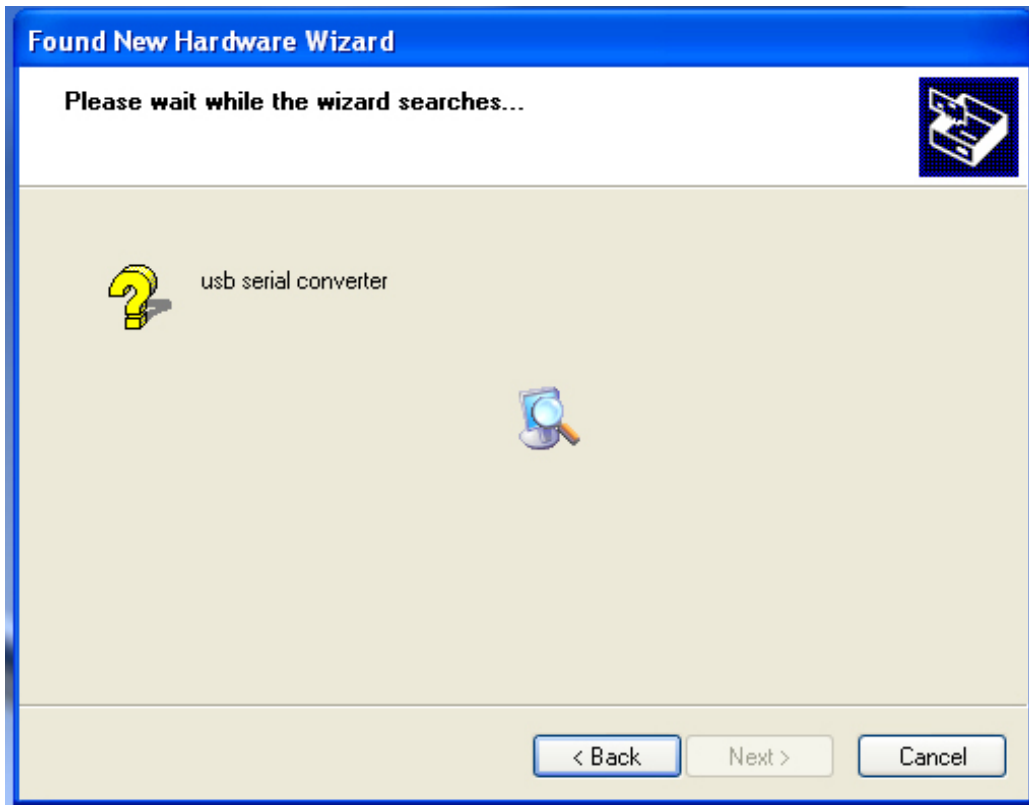 Found New Hardware Wizard
Please wait while the wizard searches...
usb serial converter
< Back
Next >
Cancel